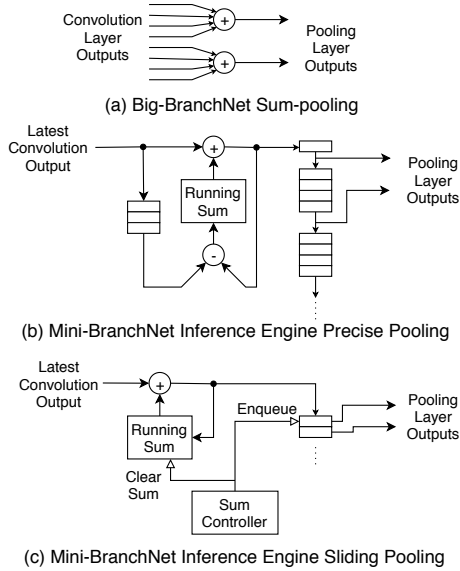 Convolution
Layer
Outputs
+
+
Pooling
Layer
Outputs
(a) Big-BranchNet Sum-pooling
Latest
Convolution
Output
+
Running
Sum
-
Pooling
Layer
Outputs
(b) Mini-BranchNet Inference Engine Precise Pooling
Latest
Convolution
Output
+
Running
Sum
Enqueue
Clear
Sum
Sum
Controller
Pooling
Layer
Outputs
(c) Mini-BranchNet Inference Engine Sliding Pooling